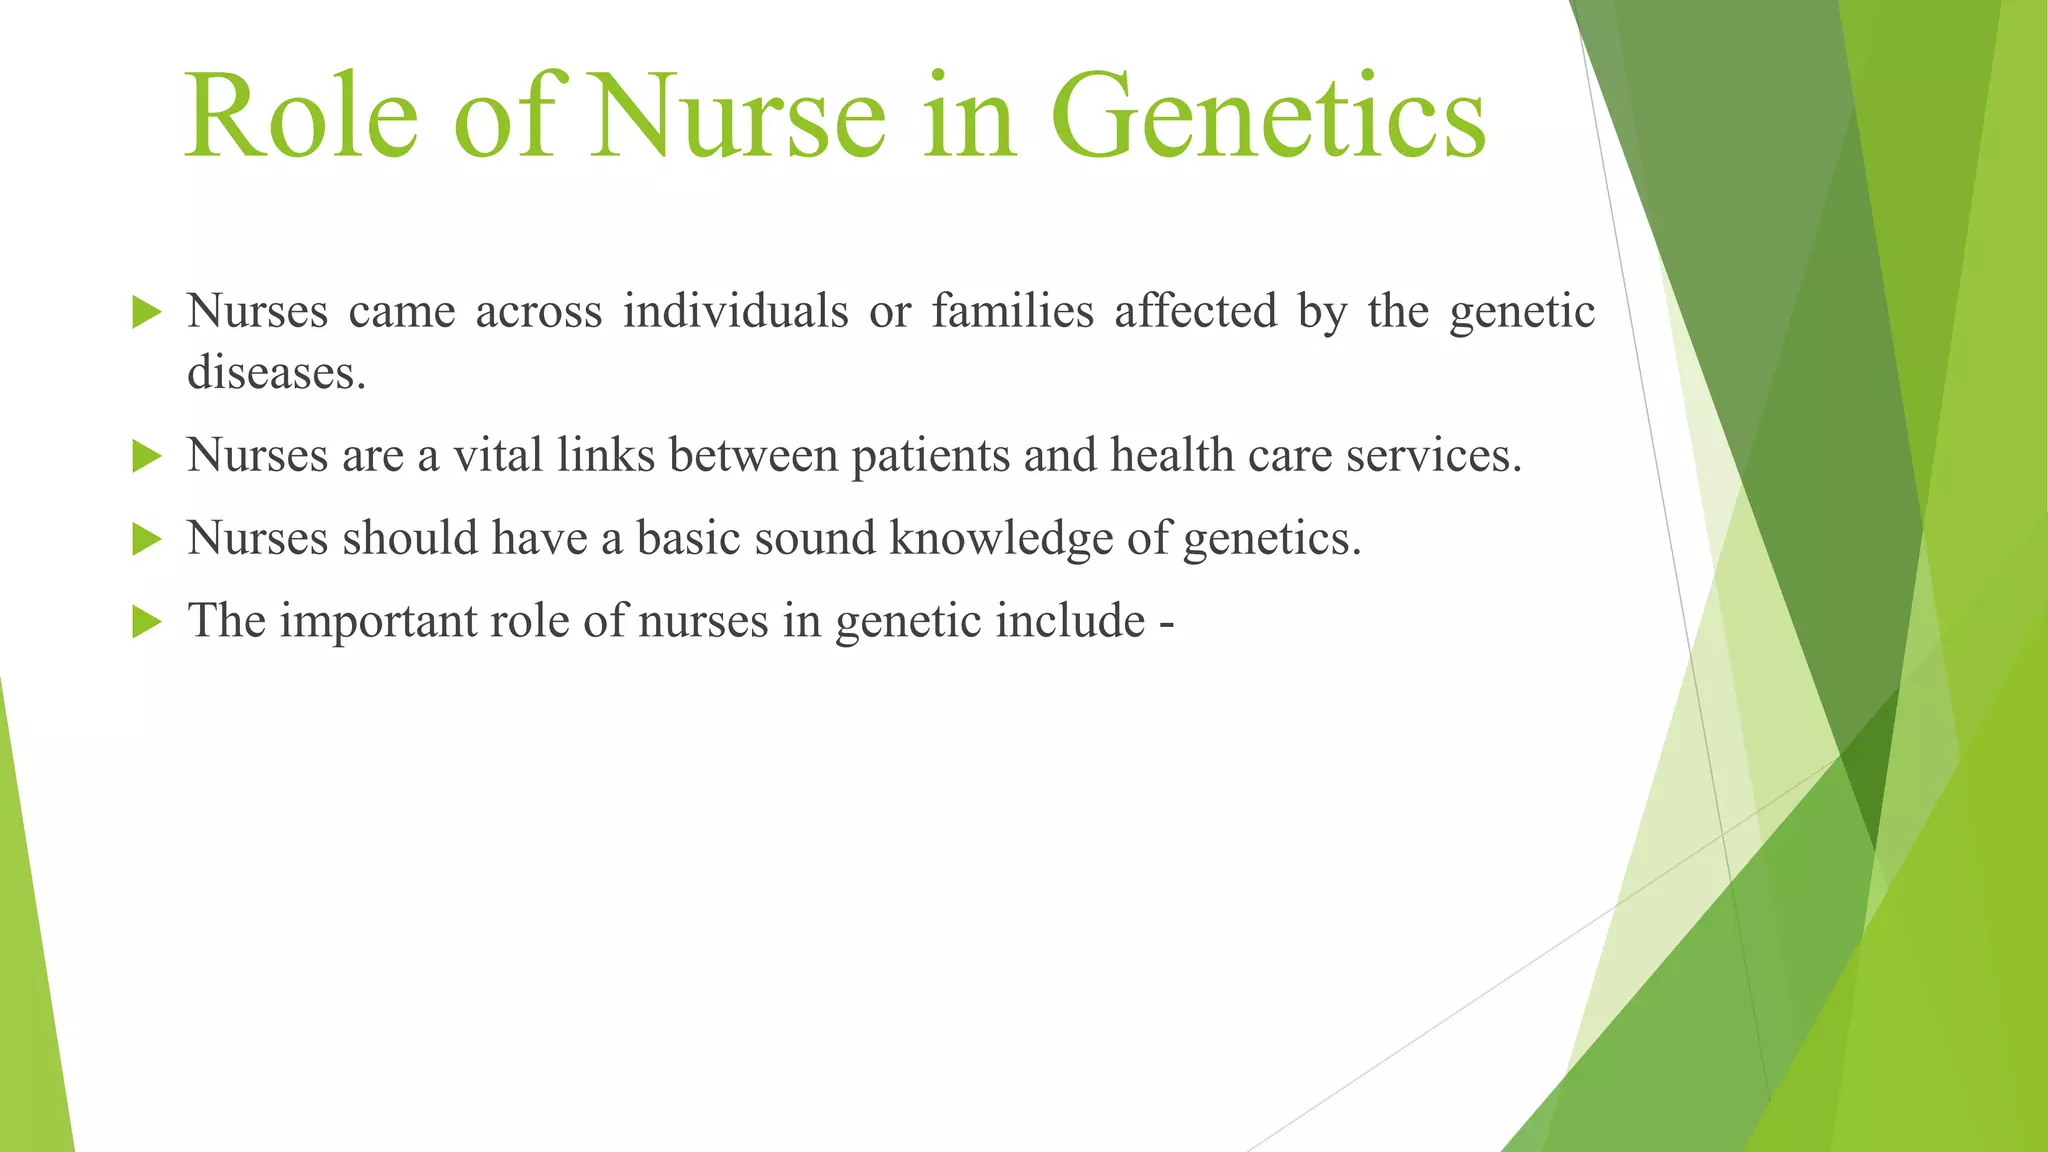 Role of Nurse in Genetics
Nurses came across individuals or families affected by the genetic
diseases.
Nurses are a vital links between patients and health care services.
Nurses should have a basic sound knowledge of genetics.
The important role of nurses in genetic include -